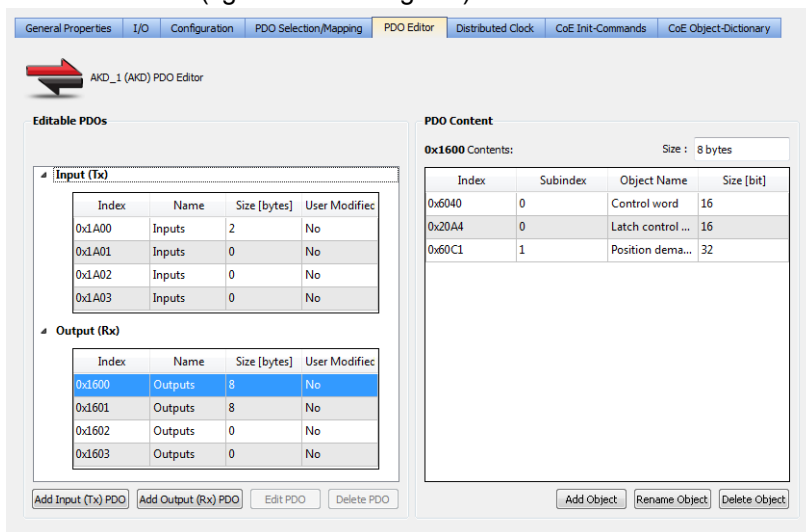 General Properties I/O Configuration PDO Selection/Mapping PDO Editor Distributed Clock CoE Init-Commands CoE Object-Dictionary
AKD_1 (AKD) PDO Editor
Editable PDOs
Input (Tx)
Index Name Size [bytes] User Modified
0x1A00 Inputs 2 No
0x1A01 Inputs 0 No
0x1A02 Inputs 0 No
0x1A03 Inputs 0 No
Output (Rx)
Index Name Size [bytes] User Modified
0x1600 Outputs 8 No
0x1601 Outputs 8 No
0x1602 Outputs 0 No
0x1603 Outputs 0 No
Add Input (Tx) PDO Add Output (Rx) PDO Edit PDO Delete PDO
PDO Content
0x1600 Contents: Size : 8 bytes
Index Subindex Object Name Size [bit]
0x6040 0 Control word 16
0x20A4 0 Latch control ... 16
0x60C1 1 Position dema... 32
Add Object Rename Object Delete Object